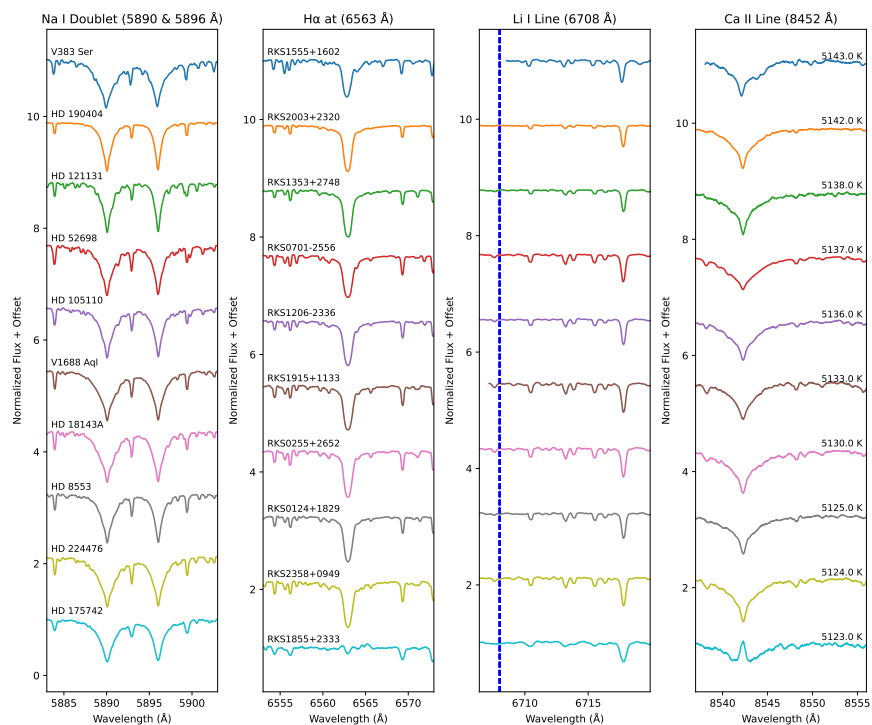 Na I Doublet (5890 & 5896 Å)
Hα at (6563 Å)
Li I Line (6708 Å)
Ca II Line (8452 Å)
V383 Ser
HD 190404
HD 121131
HD 52698
HD 105110
V1688 Aql
HD 18143A
HD 8553
HD 224476
HD 175742
RKS1555+1602
RKS2003+2320
RKS1353+2748
RKS0701-2556
RKS1206-2336
RKS1915+1133
RKS0255+2652
RKS0124+1829
RKS2358+0949
RKS1855+2333
5143.0 K
5142.0 K
5138.0 K
5137.0 K
5136.0 K
5133.0 K
5130.0 K
5125.0 K
5124.0 K
5123.0 K
Normalized Flux + Offset
10
8
6
4
2
0
5885 5890 5895 5900
Wavelength (Å)
Normalized Flux + Offset
10
8
6
4
2
6555 6560 6565 6570
Wavelength (Å)
Normalized Flux + Offset
10
8
6
4
2
6710 6715
Wavelength (Å)
Normalized Flux + Offset
10
8
6
4
2
8540 8545 8550 8555
Wavelength (Å)